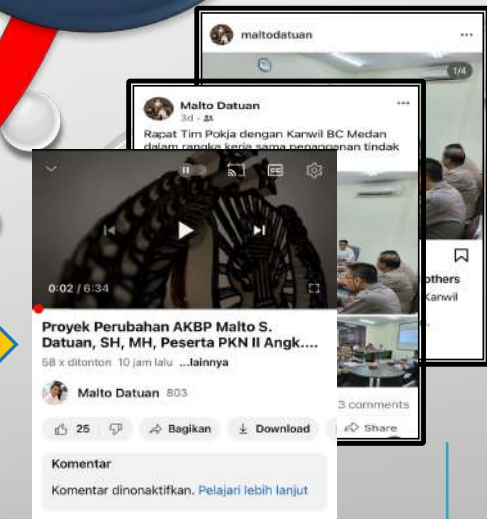 maltodatuan
1/4
Malto Datuan
3d
Rapat Tim Pokja dengan Kanwil BC Medan
dalam rangka kerja sama penanganan tindak
others
Kanwil
3 comments
Share
CC
0:02 / 6:34
Proyek Perubahan AKBP Malto S.
Datuan, SH, MH, Peserta PKN II Angk....
58 x ditonton 10 jam lalu ...lainnya
Malto Datuan 803
25 Bagikan Download
Komentar
Komentar dinonaktifkan. Pelajari lebih lanjut